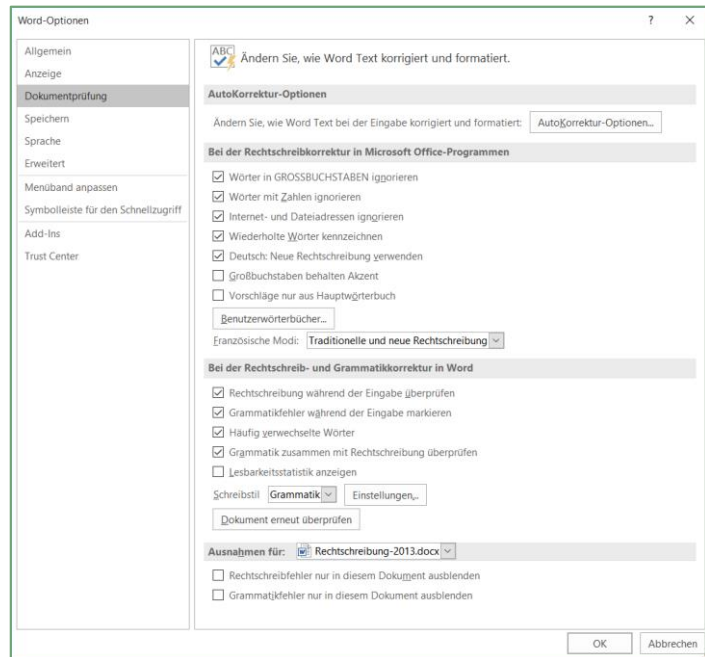 Word-Optionen ? ×
Allgemein
Anzeige
Dokumentprüfung
Speichern
Sprache
Erweitert
Menüband anpassen
Symbolleiste für den Schnellzugriff
Add-Ins
Trust Center
ABC Ändern Sie, wie Word Text korrigiert und formatiert.
AutoKorrektur-Optionen
Ändern Sie, wie Word Text bei der Eingabe korrigiert und formatiert: AutoKorrektur-Optionen...
Bei der Rechtschreibkorrektur in Microsoft Office-Programmen
Wörter in GROSSBUCHSTABEN ignorieren
Wörter mit Zahlen ignorieren
Internet- und Dateiadressen ignorieren
Wiederholte Wörter kennzeichnen
Deutsch: Neue Rechtschreibung verwenden
Großbuchstaben behalten Akzent
Vorschläge nur aus Hauptwörterbuch
Benutzerwörterbücher...
Französische Modi: Traditionelle und neue Rechtschreibung
Bei der Rechtschreib- und Grammatikkorrektur in Word
Rechtschreibung während der Eingabe überprüfen
Grammatikfehler während der Eingabe markieren
Häufig verwechselte Wörter
Grammatik zusammen mit Rechtschreibung überprüfen
Lesbarkeitsstatistik anzeigen
Schreibstil Grammatik Einstellungen...
Dokument erneut überprüfen
Ausnahmen für: Rechtschreibung-2013.docx
Rechtschreibfehler nur in diesem Dokument ausblenden
Grammatikfehler nur in diesem Dokument ausblenden
OK Abbrechen